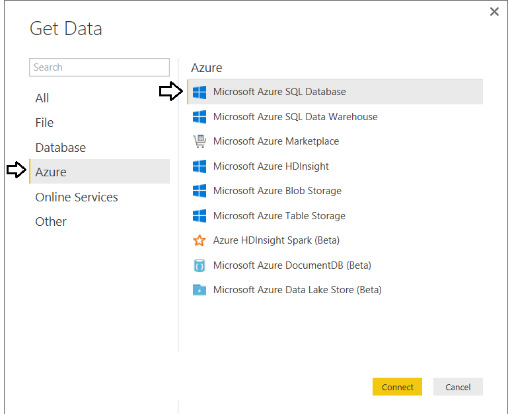 Get Data
Search
All
File
Database
Azure
Online Services
Other
Azure
Microsoft Azure SQL Database
Microsoft Azure SQL Data Warehouse
Microsoft Azure Marketplace
Microsoft Azure HDInsight
Microsoft Azure Blob Storage
Microsoft Azure Table Storage
Azure HDInsight Spark (Beta)
Microsoft Azure DocumentDB (Beta)
Microsoft Azure Data Lake Store (Beta)
Connect
Cancel